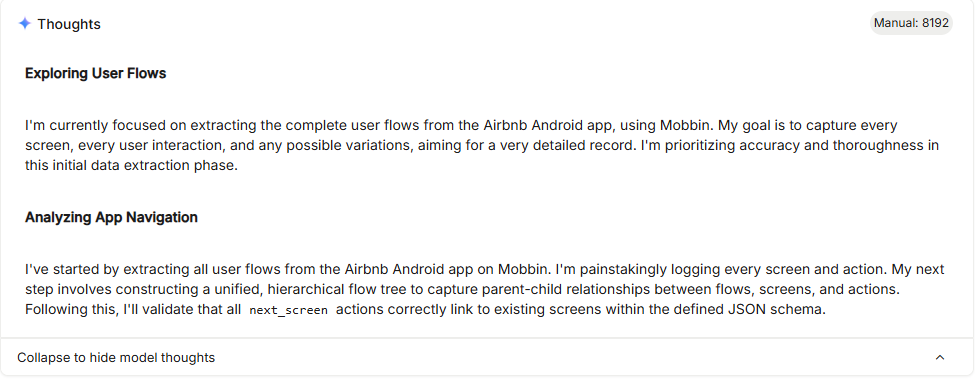 Thoughts
Manual: 8192
Exploring User Flows
I'm currently focused on extracting the complete user flows from the Airbnb Android app, using Mobbin. My goal is to capture every
screen, every user interaction, and any possible variations, aiming for a very detailed record. I'm prioritizing accuracy and thoroughness in
this initial data extraction phase.
Analyzing App Navigation
I've started by extracting all user flows from the Airbnb Android app on Mobbin. I'm painstakingly logging every screen and action. My next
step involves constructing a unified, hierarchical flow tree to capture parent-child relationships between flows, screens, and actions.
Following this, I'll validate that all next_screen actions correctly link to existing screens within the defined JSON schema.
Collapse to hide model thoughts